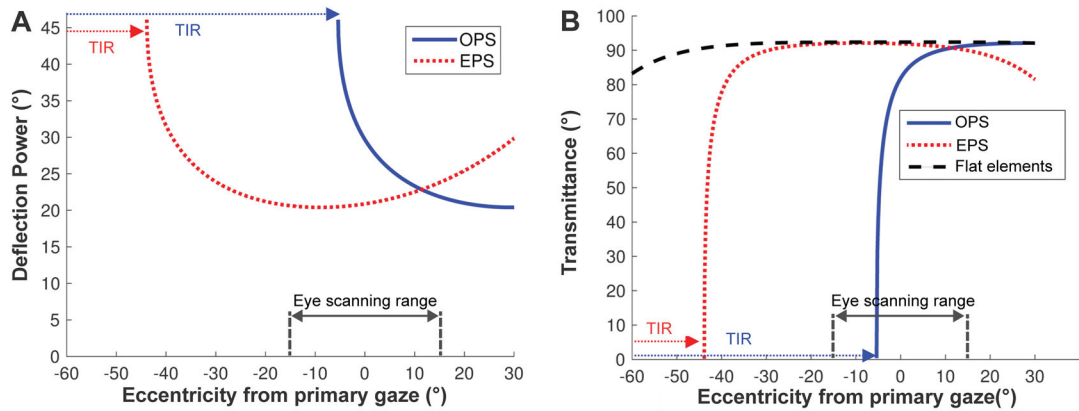 A
Deflection Power (°)
45
40
35
30
25
20
15
10
5
0
TIR
TIR
OPS
EPS
Eye scanning range
-60 -50 -40 -30 -20 -10 0 10 20 30
Eccentricity from primary gaze (°)
B
Transmittance (°)
100
90
80
70
60
50
40
30
20
10
0
OPS
EPS
Flat elements
Eye scanning range
TIR
TIR
-60 -50 -40 -30 -20 -10 0 10 20 30
Eccentricity from primary gaze(°)